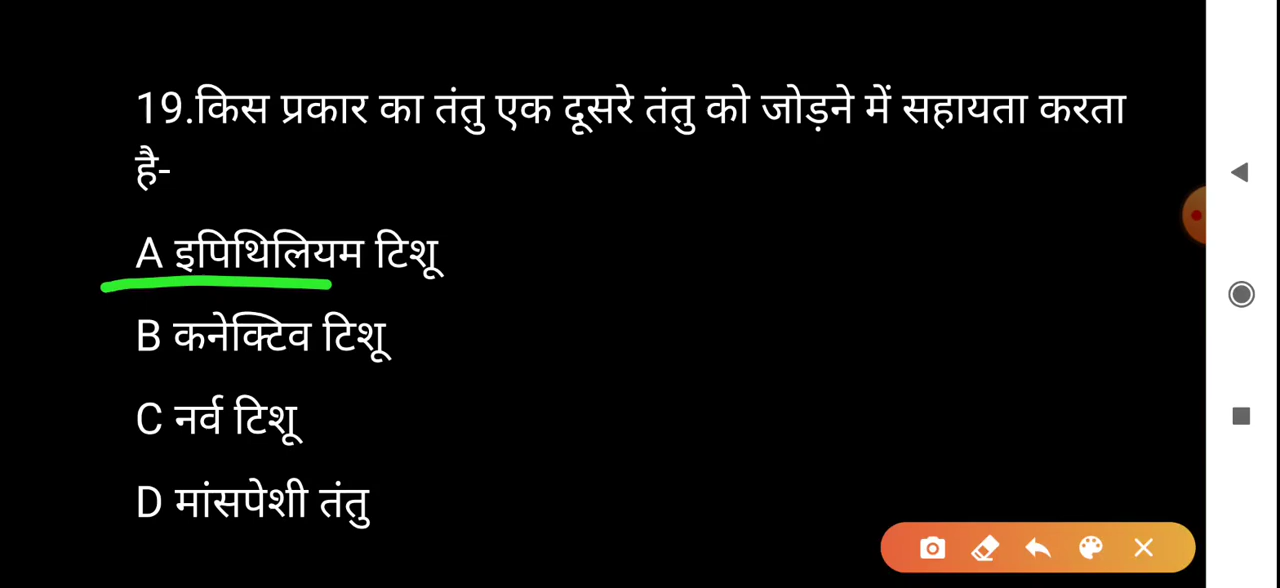 19.किस प्रकार का तंतु एक दूसरे तंतु को जोड़ने में सहायता करता
है-
A इपिथिलियम टिशू
B कनेक्टिव टिशू
C नर्व टिशू
D मांसपेशी तंतु